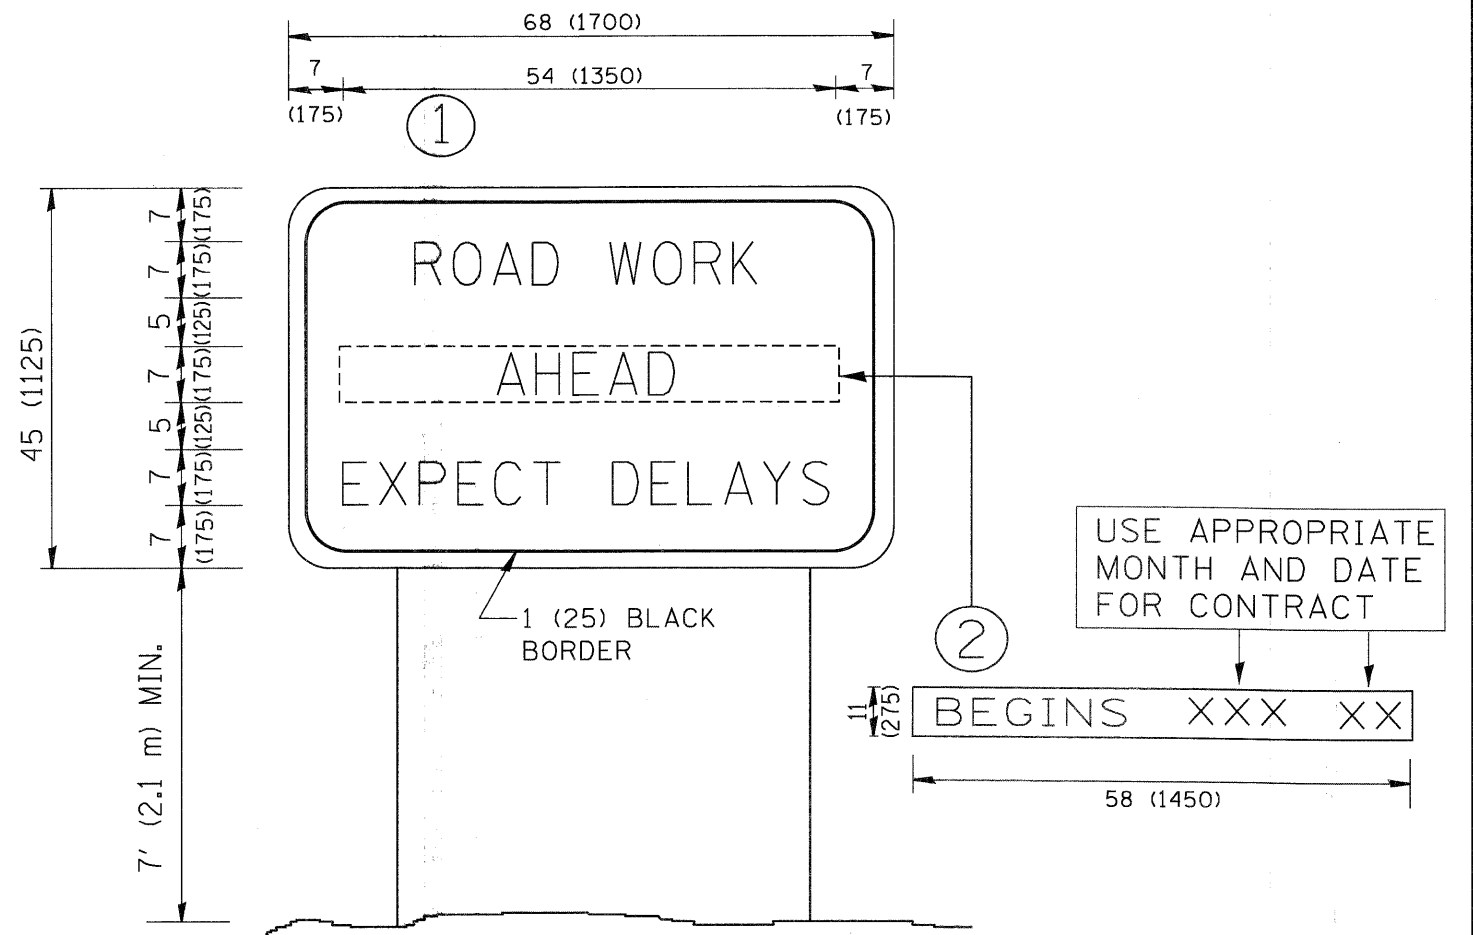 68 (1700)
7 54 (1350) 7
(175) (175)
1
7 (175)
7 (175)
5 (125)
7 (175)
5 (125)
7 (175)
7 (175)
45 (1125)
7' (2.1 m) MIN.
ROAD WORK
AHEAD
EXPECT DELAYS
1 (25) BLACK
BORDER
USE APPROPRIATE
MONTH AND DATE
FOR CONTRACT
2
11
(275)
BEGINS XXX XX
58 (1450)